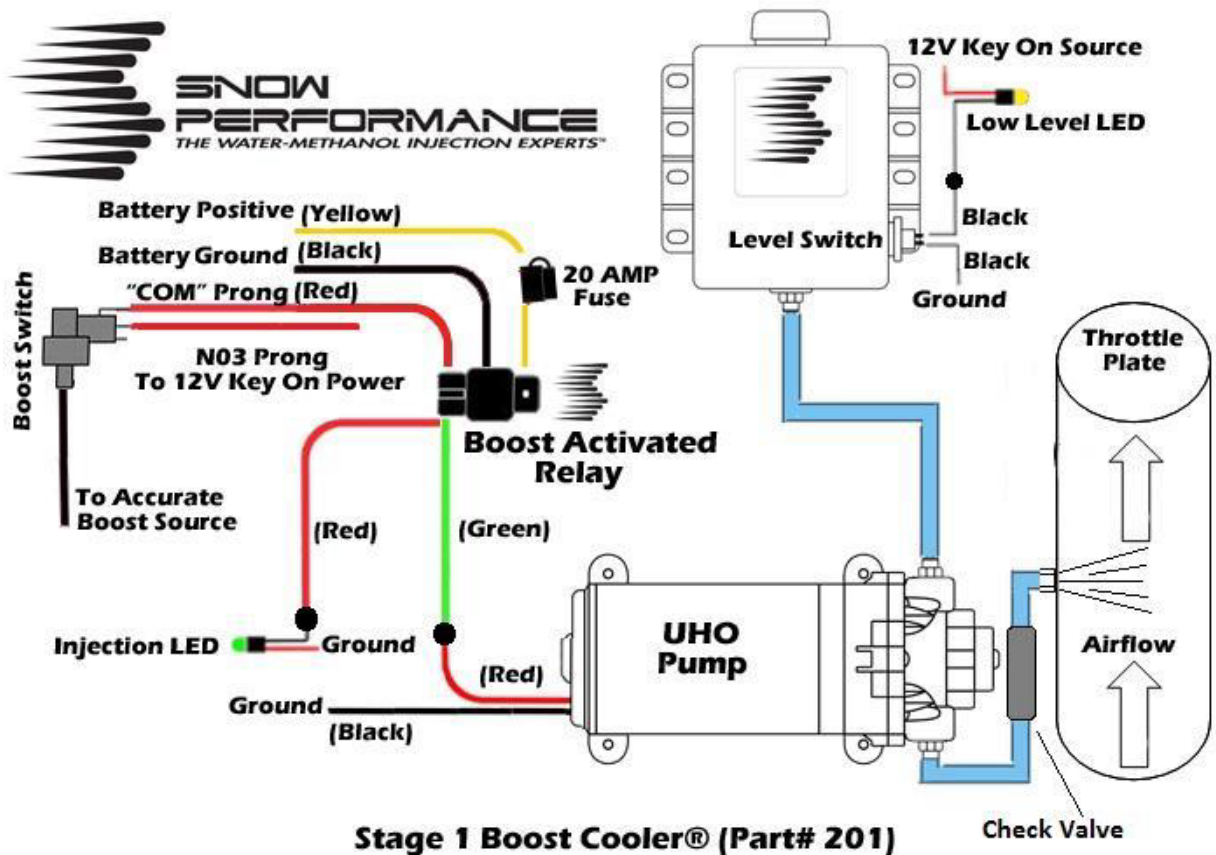 SNOW
PERFORMANCE
THE WATER-METHANOL INJECTION EXPERTS™
12V Key On Source
Low Level LED
Black
Level Switch
Black
Ground
Battery Positive (Yellow)
Battery Ground (Black)
20 AMP
Fuse
"COM" Prong (Red)
Boost Switch
N03 Prong
To 12V Key On Power
Boost Activated
Relay
To Accurate
Boost Source
(Red)
(Green)
Throttle
Plate
Injection LED
Ground
UHO
Pump
Airflow
(Red)
Ground
(Black)
Check Valve
Stage 1 Boost Cooler® (Part# 201)